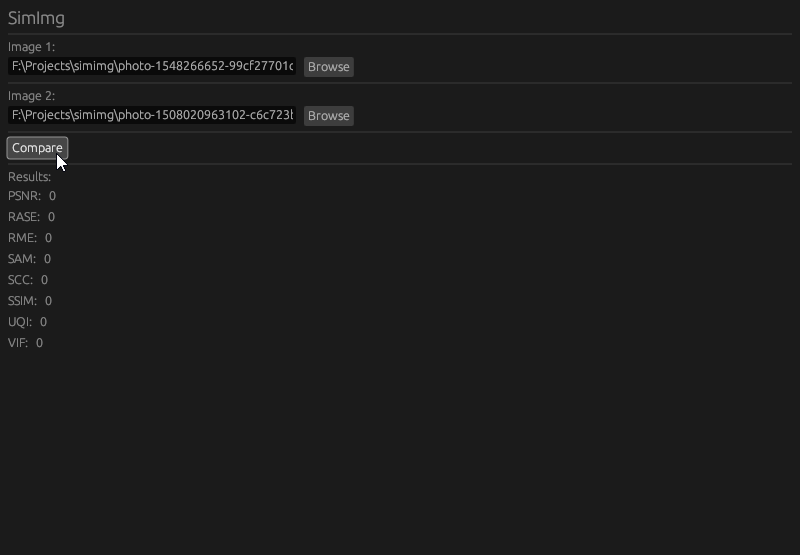 SimImg
Image 1:
F:\Projects\simimg\photo-1548266652-99cf27701c Browse
Image 2:
F:\Projects\simimg\photo-1508020963102-c6c723b Browse
Compare
Results:
PSNR: 0
RASE: 0
RME: 0
SAM: 0
SCC: 0
SSIM: 0
UQI: 0
VIF: 0